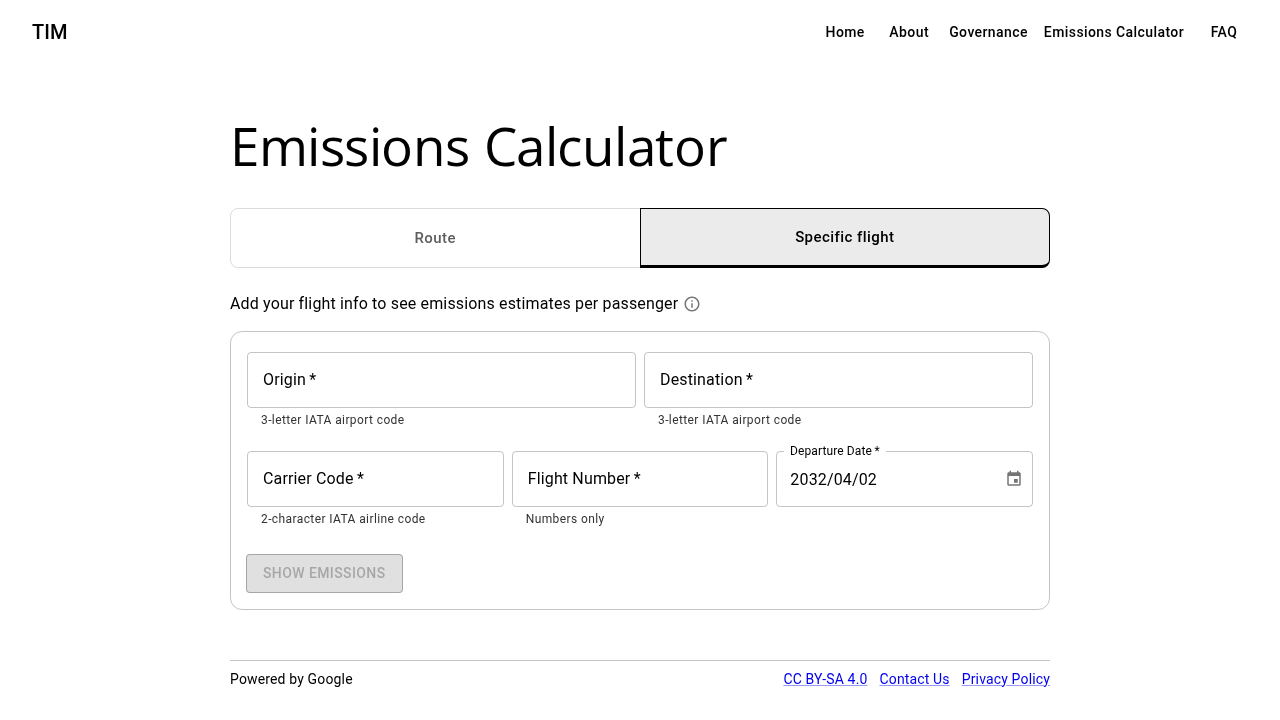 TIM
Home About Governance Emissions Calculator FAQ
Emissions Calculator
Route Specific flight
Add your flight info to see emissions estimates per passenger
Origin * Destination *
3-letter IATA airport code 3-letter IATA airport code
Departure Date *
Carrier Code * Flight Number * 2032/04/02
2-character IATA airline code Numbers only
SHOW EMISSIONS
Powered by Google CC BY-SA 4.0 Contact Us Privacy Policy